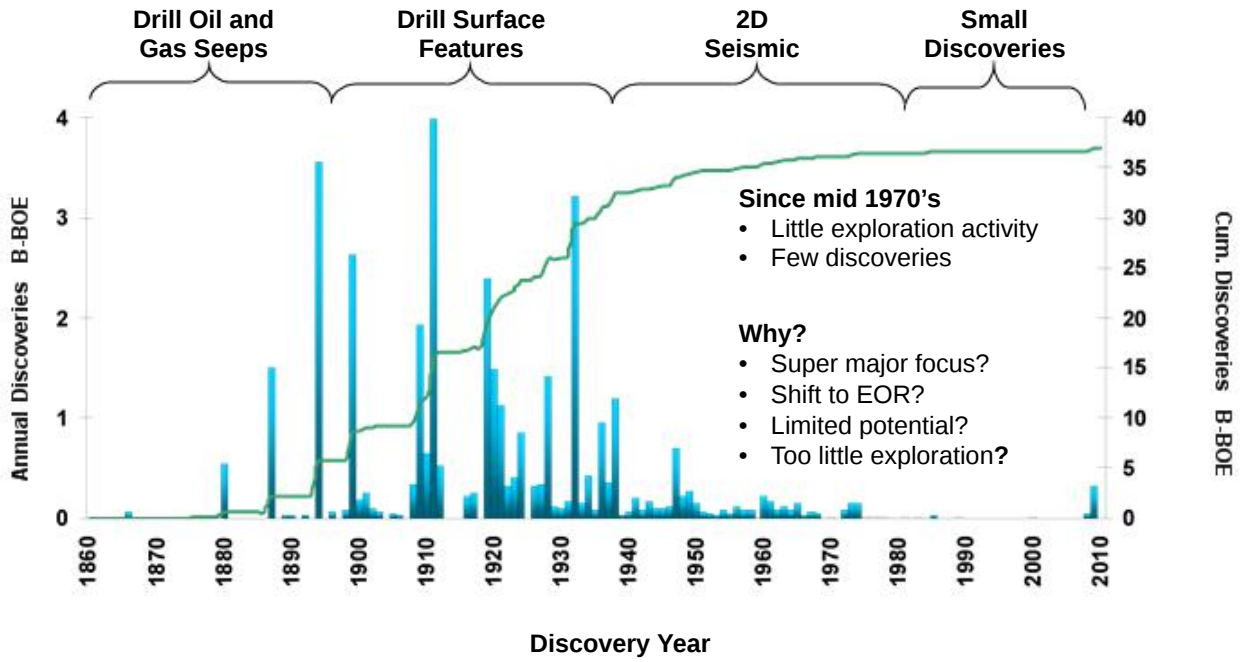 Drill Oil and
Gas Seeps
Drill Surface
Features
2D
Seismic
Small
Discoveries
4
3
2
1
0
Annual Discoveries B-BOE
40
35
30
25
20
15
10
5
0
Cum. Discoveries B-BOE
Since mid 1970's
• Little exploration activity
• Few discoveries
Why?
• Super major focus?
• Shift to EOR?
• Limited potential?
• Too little exploration?
1860
1870
1880
1890
1900
1910
1920
1930
1940
1950
1960
1970
1980
1990
2000
2010
Discovery Year